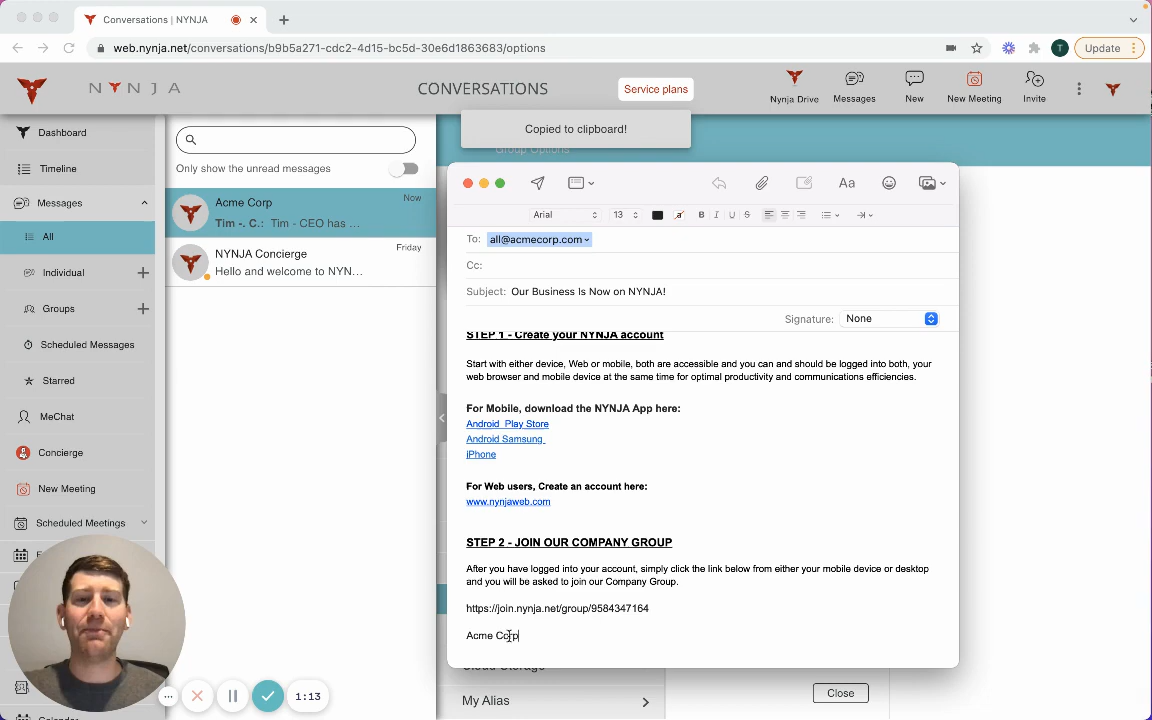 Conversations | NYNJA
web.nynja.net/conversations/b9b5a271-cdc2-4d15-bc5d-30e6d1863683/options
T
Update
NYNJA
CONVERSATIONS
Service plans
Nynja Drive
Messages
New
New Meeting
Invite
Copied to clipboard!
Group Options
Dashboard
Timeline
Messages
All
Individual
Groups
Scheduled Messages
Starred
MeChat
Concierge
New Meeting
Scheduled Meetings
Calendar
Only show the unread messages
Acme Corp
Now
Tim -. C.: Tim - CEO has ...
NYNJA Concierge
Friday
Hello and welcome to NYN...
Arial
13
Aa
B I U S
To: all@acmecorp.com
Cc:
Subject: Our Business Is Now on NYNJA!
Signature: None
STEP 1 - Create your NYNJA account
Start with either device, Web or mobile, both are accessible and you can and should be logged into both, your
web browser and mobile device at the same time for optimal productivity and communications efficiencies.
For Mobile, download the NYNJA App here:
Android Play Store
Android Samsung
iPhone
For Web users, Create an account here:
www.nynjaweb.com
STEP 2 - JOIN OUR COMPANY GROUP
After you have logged into your account, simply click the link below from either your mobile device or desktop
and you will be asked to join our Company Group.
https://join.nynja.net/group/9584347164
Acme Corp
Cloud Storage
My Alias
Close
1:13